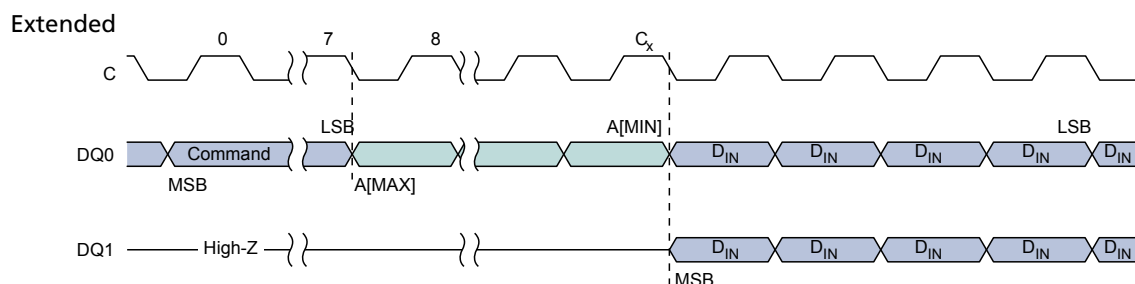 Extended
0 7 8 Cx
C
LSB A[MIN] LSB
DQ0 Command DIN DIN DIN DIN DIN
MSB A[MAX]
DQ1 High-Z DIN DIN DIN DIN DIN
MSB